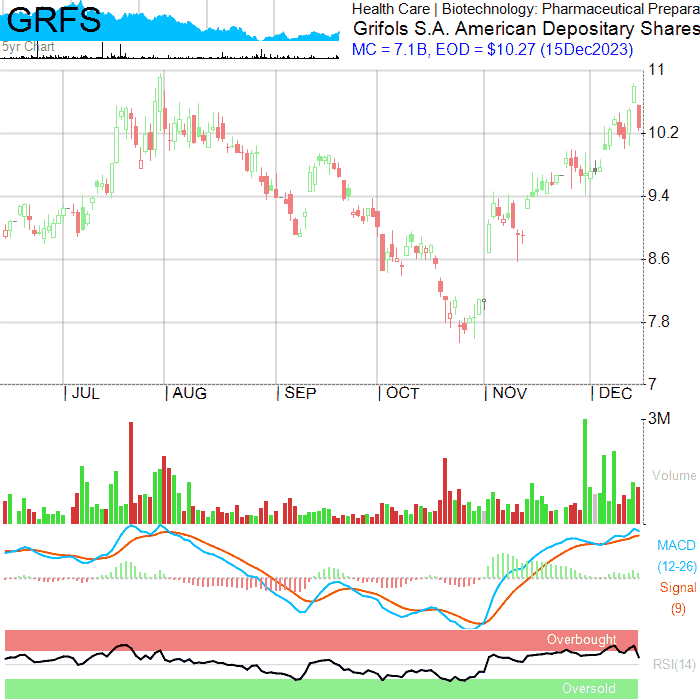 GRFS
5yr Chart
Health Care | Biotechnology: Pharmaceutical Prepara
Grifols S.A. American Depositary Shares
MC = 7.1B, EOD = $10.27 (15Dec2023)
11
10.2
9.4
8.6
7.8
7
JUL AUG SEP OCT NOV DEC
3M
Volume
MACD
(12-26)
Signal
(9)
Overbought
RSI(14)
Oversold